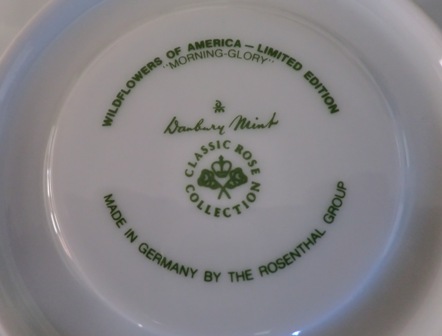 WILDFLOWERS OF AMERICA — LIMITED EDITION
"MORNING-GLORY"
DM
Danbury Mint
CLASSIC ROSE
COLLECTION
MADE IN GERMANY BY THE ROSENTHAL GROUP